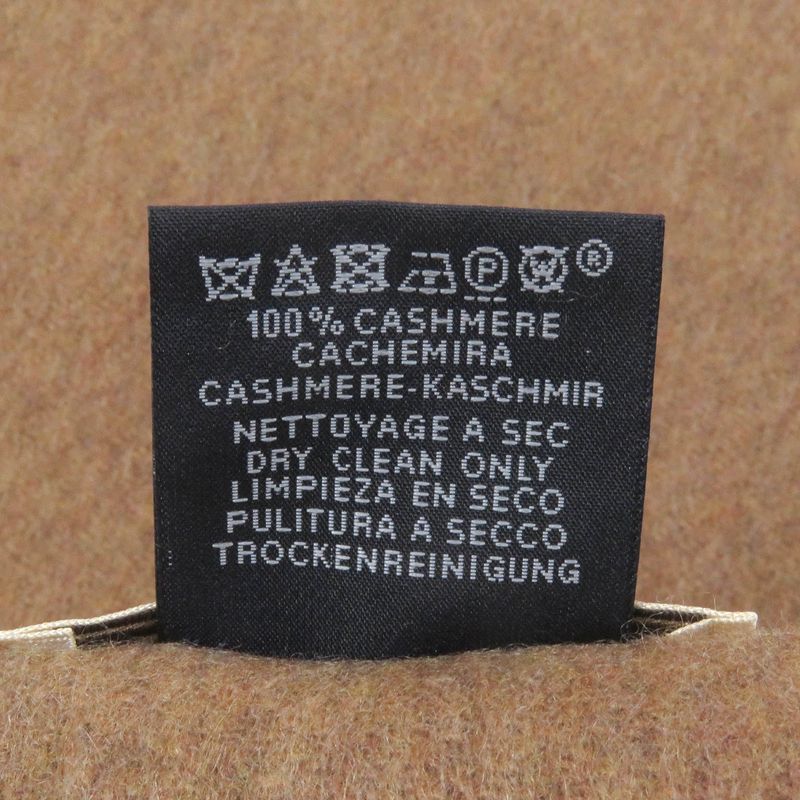 P W ®
100% CASHMERE
CACHEMIRA
CASHMERE-KASCHMIR
NETTOYAGE A SEC
DRY CLEAN ONLY
LIMPIEZA EN SECO
PULITURA A SECCO
TROCKENREINIGUNG